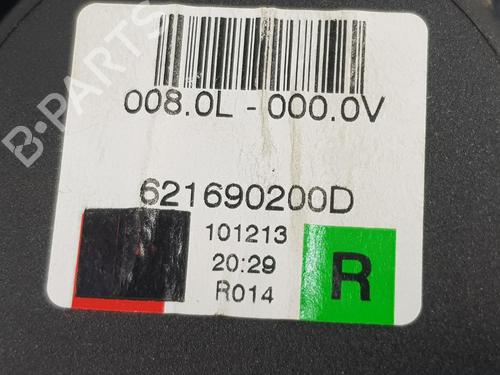 B-PARTS
008.0L - 000.0V
621690200D
101213
20:29
R014
R